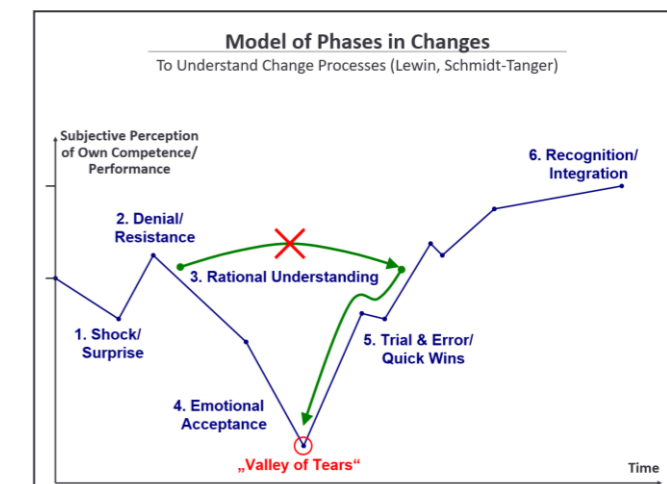 Model of Phases in Changes
To Understand Change Processes (Lewin, Schmidt-Tanger)
Subjective Perception
of Own Competence/
Performance
6. Recognition/
Integration
2. Denial/
Resistance
3. Rational Understanding
1. Shock/
Surprise
5. Trial & Error/
Quick Wins
4. Emotional
Acceptance
„Valley of Tears“
Time